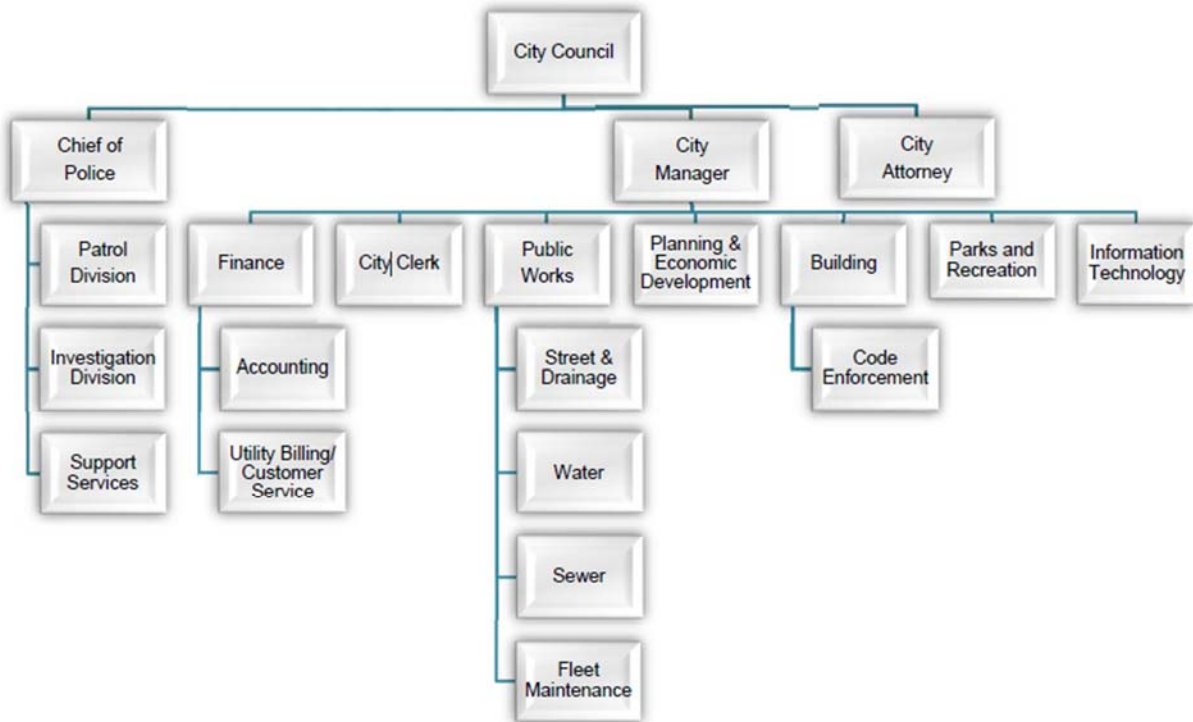 City Council
Chief of
Police
City
Manager
City
Attorney
Patrol
Division
Finance
City| Clerk
Public
Works
Planning &
Economic
Development
Building
Parks and
Recreation
Information
Technology
Investigation
Division
Accounting
Street &
Drainage
Code
Enforcement
Support
Services
Utility Billing/
Customer
Service
Water
Sewer
Fleet
Maintenance